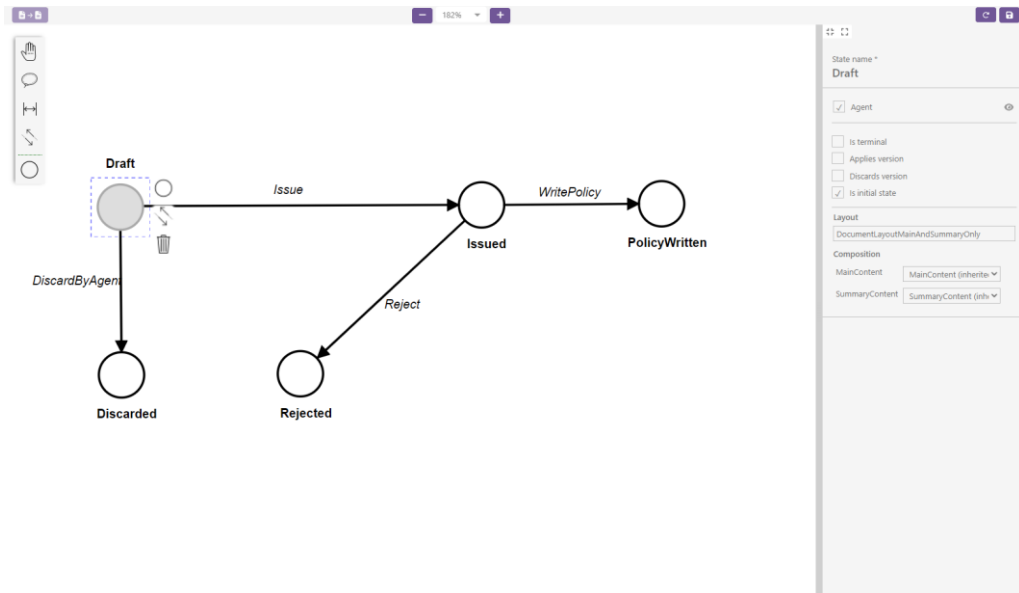 182%
Draft
Issue
WritePolicy
Issued
PolicyWritten
DiscardByAgent
Reject
Discarded
Rejected
State name *
Draft
Agent
Is terminal
Applies version
Discards version
Is initial state
Layout
DocumentLayoutMainAndSummaryOnly
Composition
MainContent MainContent (inherite
SummaryContent SummaryContent (inh